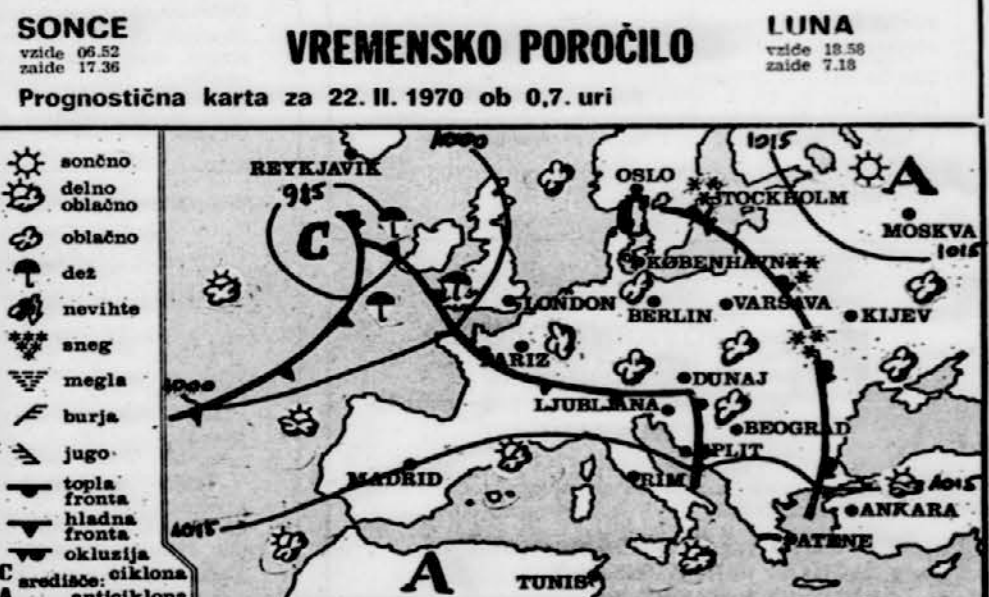 SONCE
vzide 06.52
zaide 17.36
VREMENSKO POROČILO
LUNA
vzide 18.58
zaide 7.18
Prognostična karta za 22. II. 1970 ob 0,7. uri
sončno
delno
oblačno
oblačno
dež
nevihte
sneg
megla
burja
jugo
topla
fronta
hladna
fronta
okluzija
C središče: ciklona
A anticiklona
REYKJAVIK
1000
985
C
OSLO
1015
A
STOCKHOLM
MOSKVA
1015
C
KØBENHAVN
LONDON
BERLIN
VARŠAVA
KIJEV
PARIZ
1000
DUNAJ
LJUBLJANA
BEOGRAD
SPLIT
MADRID
RIM
1015
ANKARA
1015
ATENE
A
TUNIS